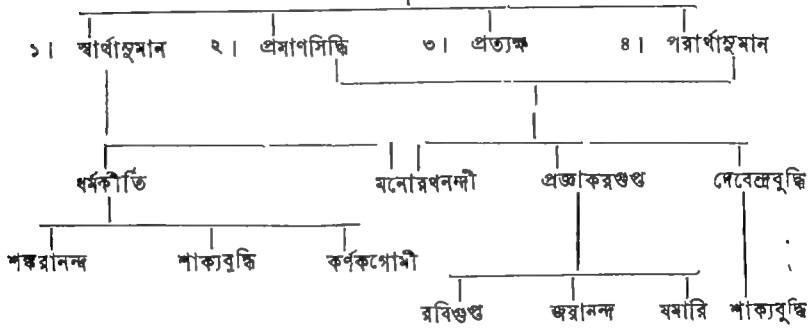 ১। স্বার্থানুমান ২। প্রমাণসিদ্ধি ৩। প্রত্যক্ষ ৪। পরার্থানুমান
ধর্মকীর্তি মনোরথনন্দী প্রজ্ঞাকরগুপ্ত দেবেন্দ্রবুদ্ধি
শঙ্করানন্দ শাক্যবুদ্ধি কর্ণকগোমী
রবিগুপ্ত জয়ানন্দ যমারি শাক্যবুদ্ধি